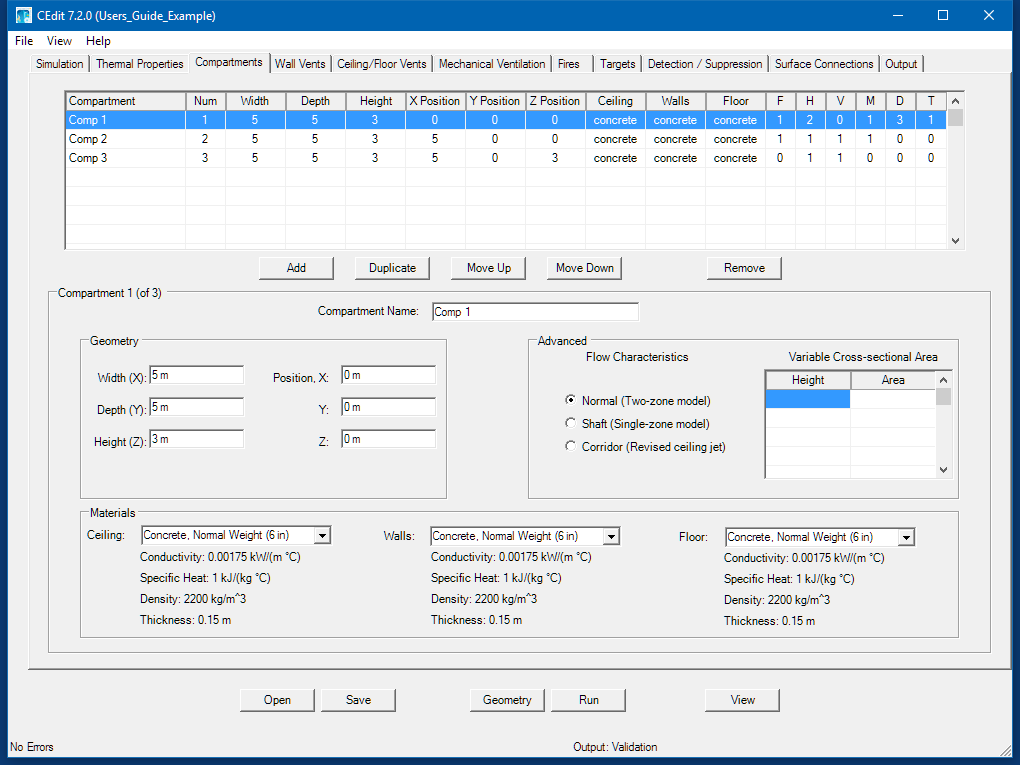 CEdit 7.2.0 (Users_Guide_Example)
File View Help
Simulation Thermal Properties Compartments Wall Vents Ceiling/Floor Vents Mechanical Ventilation Fires Targets Detection / Suppression Surface Connections Output
Compartment Num Width Depth Height X Position Y Position Z Position Ceiling Walls Floor F H V M D T
Comp 1 1 5 5 3 0 0 0 concrete concrete concrete 1 2 0 1 3 1
Comp 2 2 5 5 3 5 0 0 concrete concrete concrete 1 1 1 1 0 0
Comp 3 3 5 5 3 5 0 3 concrete concrete concrete 0 1 1 0 0 0
Add Duplicate Move Up Move Down Remove
Compartment 1 (of 3)
Compartment Name: Comp 1
Geometry
Width (X): 5 m Position, X: 0 m
Depth (Y): 5 m Y: 0 m
Height (Z): 3 m Z: 0 m
Advanced
Flow Characteristics Variable Cross-sectional Area
Height Area
Normal (Two-zone model)
Shaft (Single-zone model)
Corridor (Revised ceiling jet)
Materials
Ceiling: Concrete, Normal Weight (6 in) Walls: Concrete, Normal Weight (6 in) Floor: Concrete, Normal Weight (6 in)
Conductivity: 0.00175 kW/(m °C) Conductivity: 0.00175 kW/(m °C) Conductivity: 0.00175 kW/(m °C)
Specific Heat: 1 kJ/(kg °C) Specific Heat: 1 kJ/(kg °C) Specific Heat: 1 kJ/(kg °C)
Density: 2200 kg/m^3 Density: 2200 kg/m^3 Density: 2200 kg/m^3
Thickness: 0.15 m Thickness: 0.15 m Thickness: 0.15 m
Open Save Geometry Run View
No Errors Output: Validation